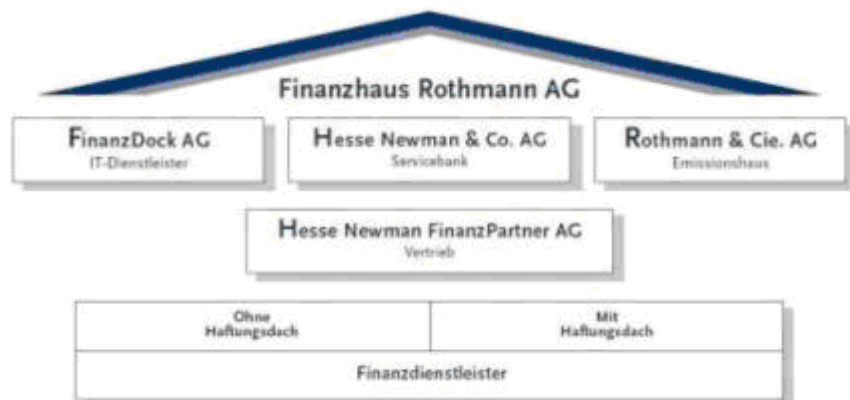 Finanzhaus Rothmann AG
FinanzDock AG
IT-Dienstleister
Hesse Newman & Co. AG
Servicebank
Rothmann & Cie. AG
Emissionshaus
Hesse Newman FinanzPartner AG
Vertrieb
Ohne
Haftungsdach
Mit
Haftungsdach
Finanzdienstleister